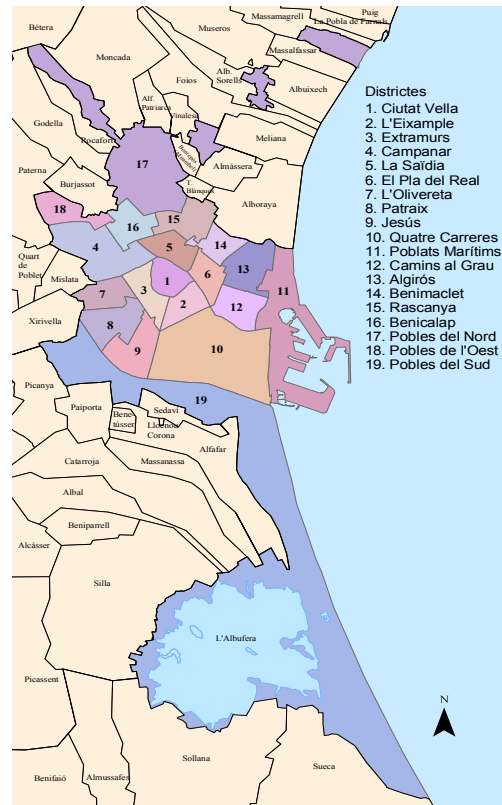 Puig
Massamagrell
La Pobla de Farnals
Bétera
Museros
Massalfassar
Moncada
Foios
Alb.
Sorells
Albuixech
Alf.
Patriarca
Vinalesa
Godella
Rocafort
Meliana
Paterna
Burjassot
17
Almàssera
T.
Blanques
Alboraya
18
15
16
14
4
5
Quart
de
Poblet
Mislata
13
6
11
7
3
1
2
12
Xirivella
8
9
10
Picanya
Paiporta
19
Bene-
tússer
Sedaví
Llocnou
Corona
Alfafar
Catarroja
Massanassa
Albal
Beniparrell
Alcàsser
Silla
L'Albufera
Picassent
Sollana
Sueca
Benifaió
Almussafes
N
Districtes
1. Ciutat Vella
2. L'Eixample
3. Extramurs
4. Campanar
5. La Saïdia
6. El Pla del Real
7. L'Olivereta
8. Patraix
9. Jesús
10. Quatre Carreres
11. Poblats Marítims
12. Camins al Grau
13. Algirós
14. Benimaclet
15. Rascanya
16. Benicalap
17. Pobles del Nord
18. Pobles de l'Oest
19. Pobles del Sud